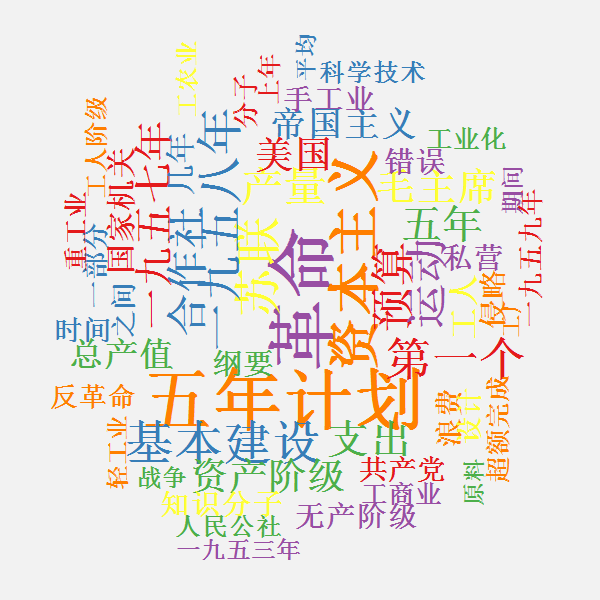 平均
科学技术
工农业
上年
分子
手工业
帝国主义
工业化
工人阶级
一九五七年
几年
一九五八年
美国
错误
国家机关
产量
资本主义
毛主席
期间
一九五九年
重工业
一部分
合作社
苏联
革命
预算
运动
五年
私营
侵略
工厂
工人
之间
时间
总产值
纲要
第一个
反革命
五年计划
浪费
设计
超额完成
轻工业
基本建设
支出
战争
资产阶级
共产党
原料
知识分子
工商业
无产阶级
人民公社
一九五三年